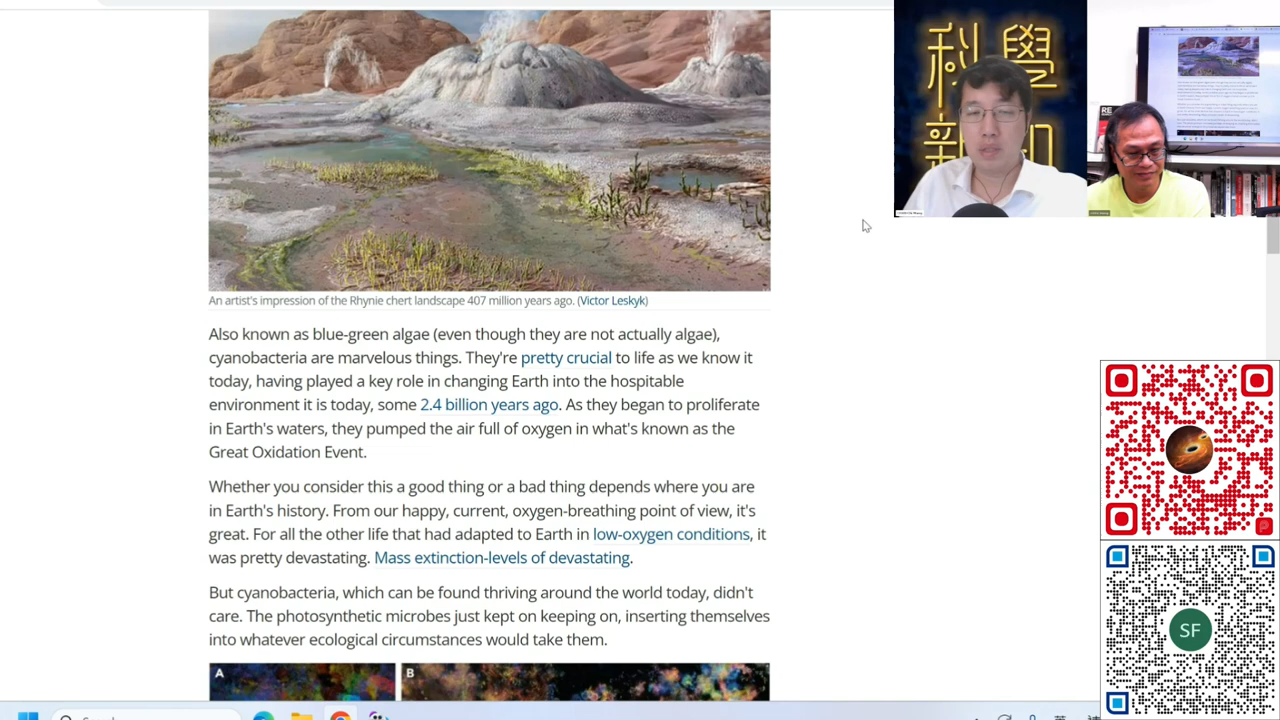 科學
新知
An artist's impression of the Rhynie chert landscape 407 million years ago. (Victor Leskyk)
Also known as blue-green algae (even though they are not actually algae),
cyanobacteria are marvelous things. They're pretty crucial to life as we know it
today, having played a key role in changing Earth into the hospitable
environment it is today, some 2.4 billion years ago. As they began to proliferate
in Earth's waters, they pumped the air full of oxygen in what's known as the
Great Oxidation Event.
Whether you consider this a good thing or a bad thing depends where you are
in Earth's history. From our happy, current, oxygen-breathing point of view, it's
great. For all the other life that had adapted to Earth in low-oxygen conditions, it
was pretty devastating. Mass extinction-levels of devastating.
But cyanobacteria, which can be found thriving around the world today, didn't
care. The photosynthetic microbes just kept on keeping on, inserting themselves
into whatever ecological circumstances would take them.
A
B
SF